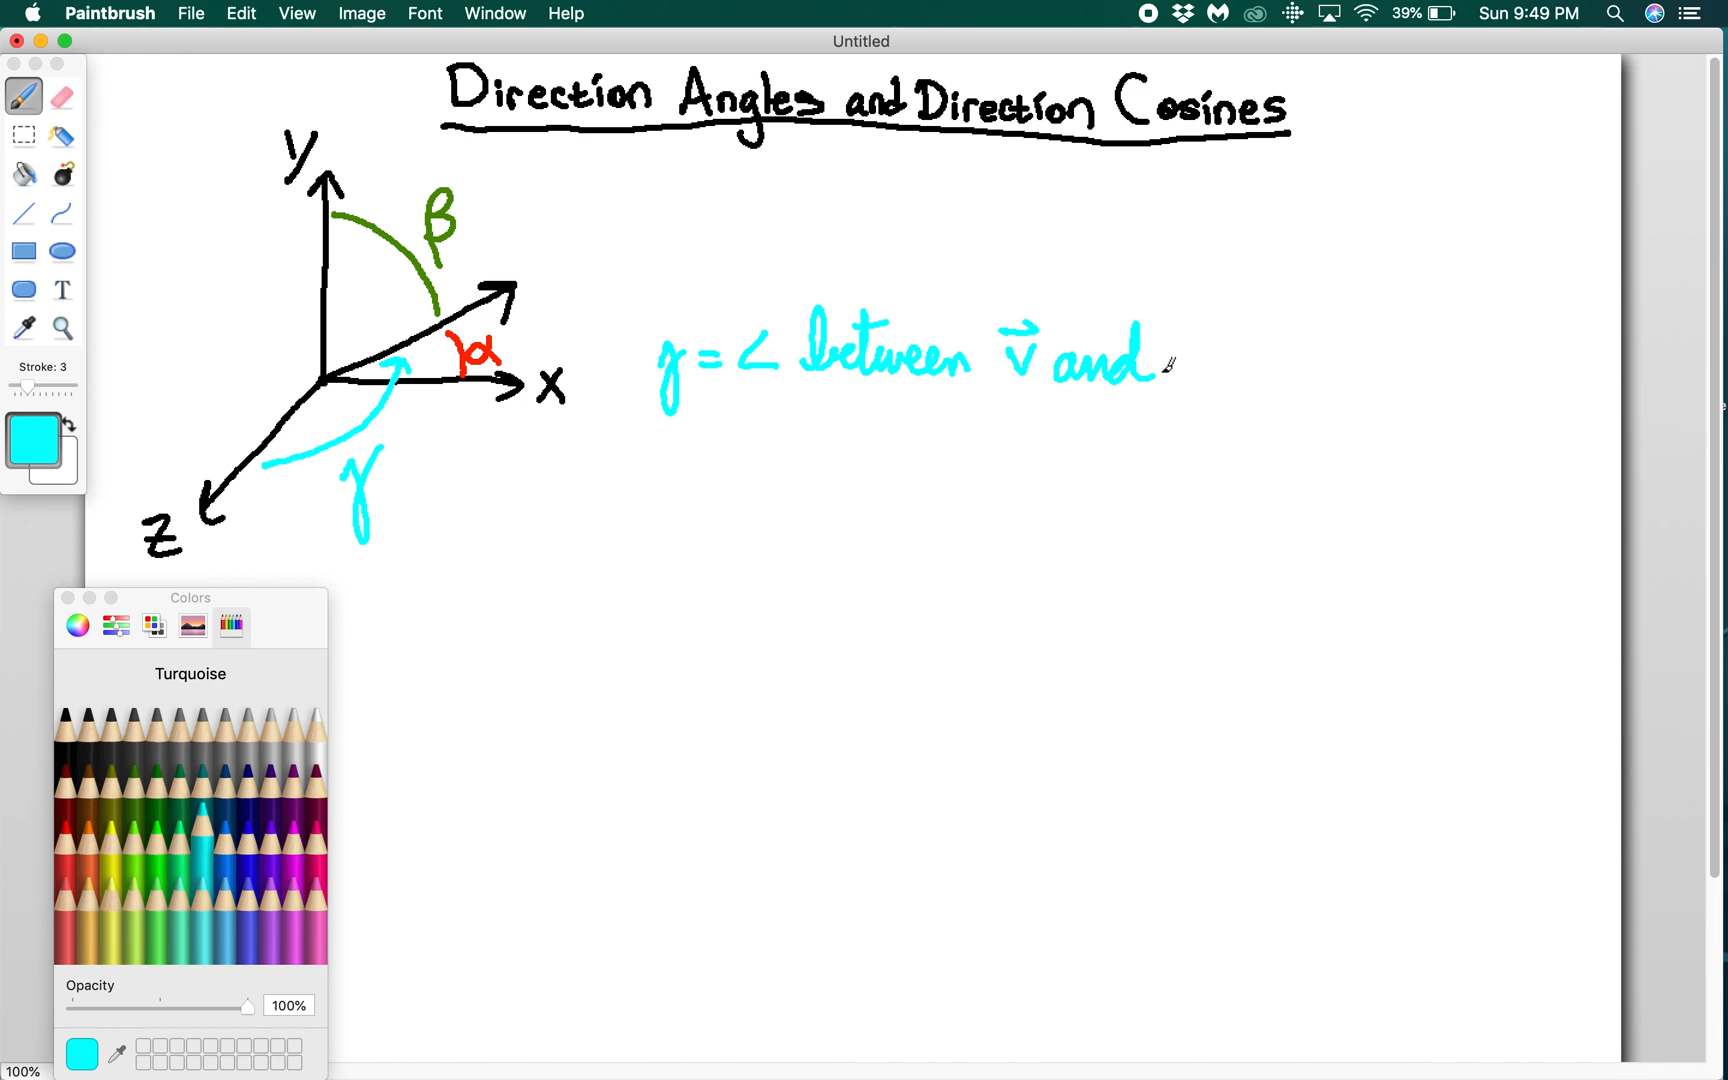 Paintbrush File Edit View Image Font Window Help 39% Sun 9:49 PM
Untitled
Direction Angles and Direction Cosines
y
β
α
x
γ = ∠ between v⃗ and
γ
z
T
Stroke: 3
Colors
Turquoise
Opacity
100%
100%